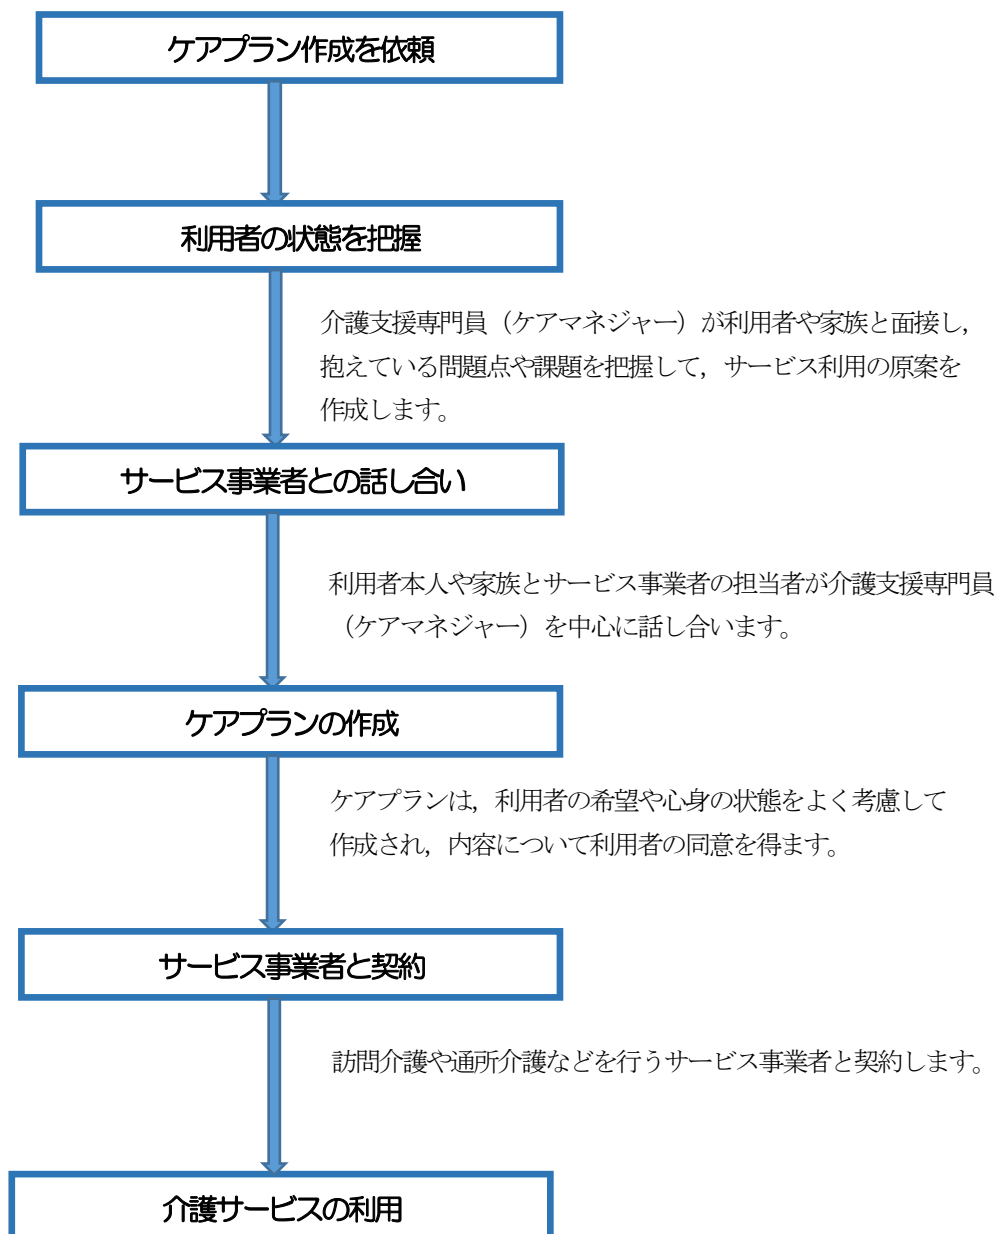 ケアプラン作成を依頼
利用者の状態を把握
介護支援専門員（ケアマネジャー）が利用者や家族と面接し，
抱えている問題点や課題を把握して，サービス利用の原案を
作成します。
サービス事業者との話し合い
利用者本人や家族とサービス事業者の担当者が介護支援専門員
（ケアマネジャー）を中心に話し合います。
ケアプランの作成
ケアプランは，利用者の希望や心身の状態をよく考慮して
作成され，内容について利用者の同意を得ます。
サービス事業者と契約
訪問介護や通所介護などを行うサービス事業者と契約します。
介護サービスの利用